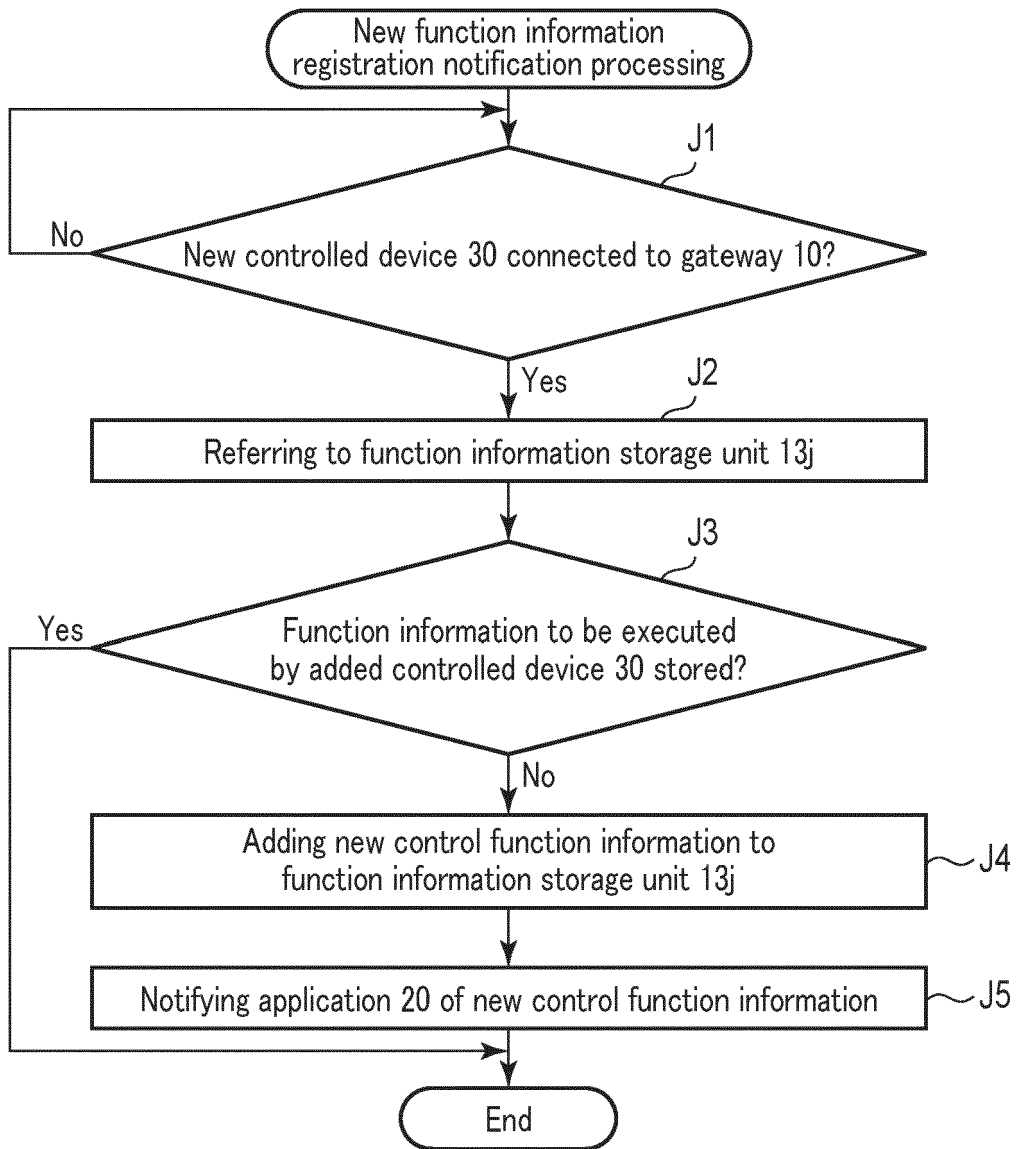 New function information
registration notification processing
J1
No
New controlled device 30 connected to gateway 10?
Yes
J2
Referring to function information storage unit 13j
J3
Yes
Function information to be executed
by added controlled device 30 stored?
No
Adding new control function information to
function information storage unit 13j
J4
Notifying application 20 of new control function information
J5
End